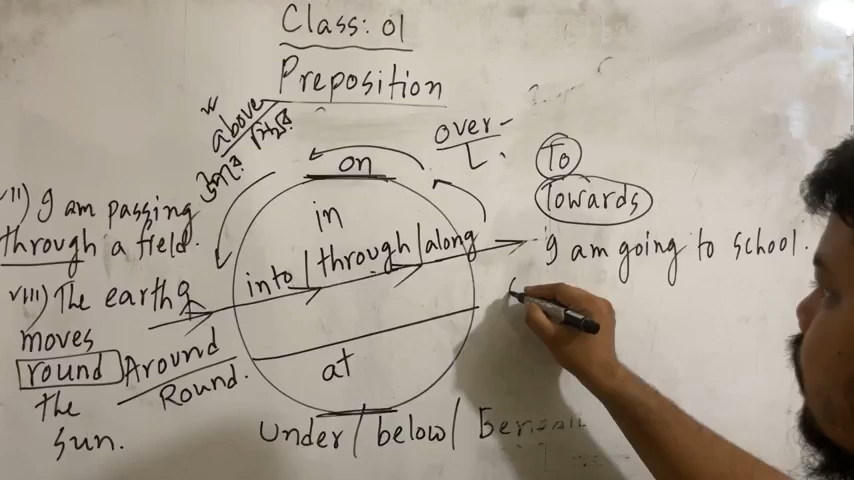 Class: 01
Preposition
above
over
on
To
Towards
in
into / through / along
VII) I am passing
through a field.
I am going to school.
VIII) The earth
moves
round
the
sun.
Around
Round.
at
Under / below /